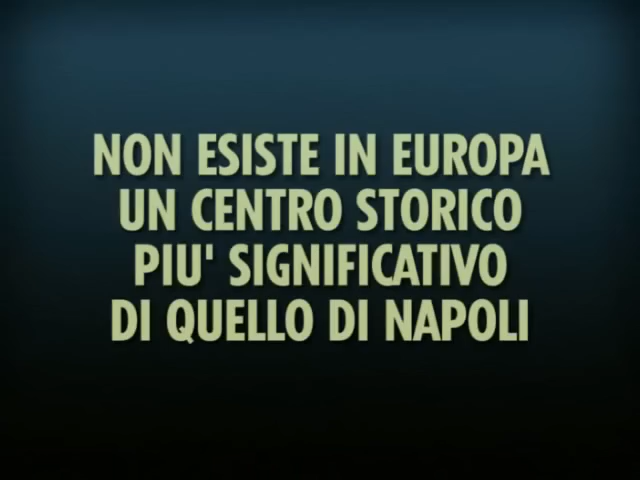 NON ESISTE IN EUROPA
UN CENTRO STORICO
PIU' SIGNIFICATIVO
DI QUELLO DI NAPOLI